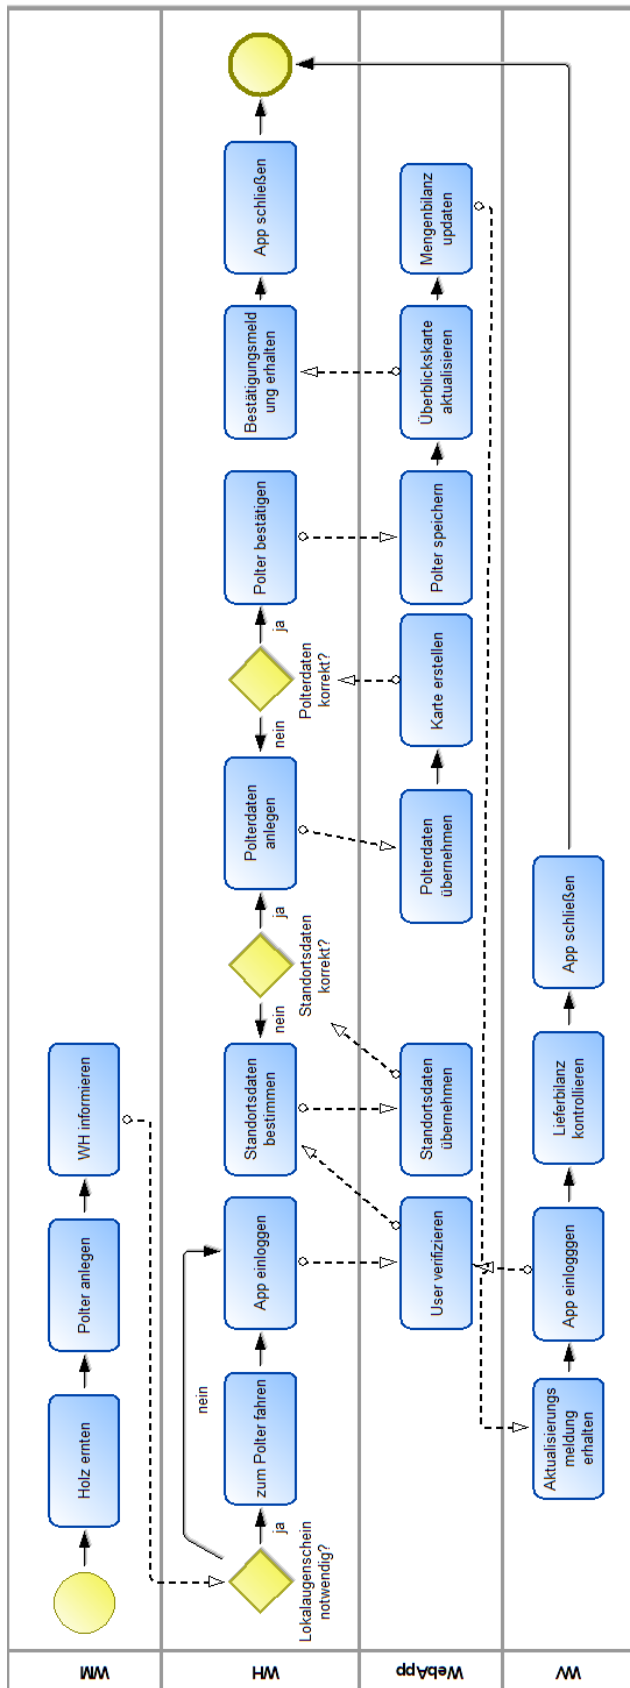 WM
Holz ernten
Polter anlegen
WH informieren
WH
Lokalaugenschein
notwendig?
ja
nein
zum Polter fahren
App einloggen
Standortsdaten
bestimmen
nein
Standortsdaten
korrekt?
ja
Polterdaten
anlegen
nein
Polterdaten
korrekt?
ja
Polter bestätigen
Bestätigungsmeld
ung erhalten
App schließen
WebApp
User verifizieren
Standortsdaten
übernehmen
Polterdaten
übernehmen
Karte erstellen
Polter speichern
Überblickskarte
aktualisieren
Mengenbilanz
updaten
VV
Aktualisierungs
meldung
erhalten
App einlogggen
Lieferbilanz
kontrollieren
App schließen